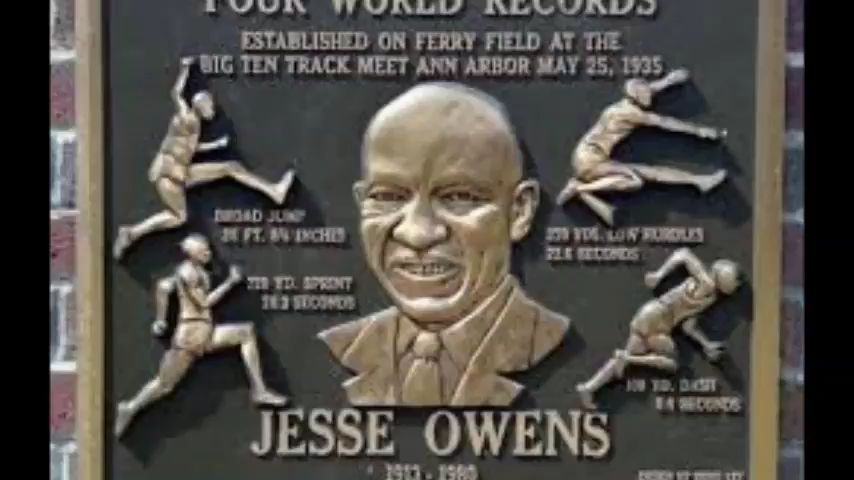 FOUR WORLD RECORDS
ESTABLISHED ON FERRY FIELD AT THE
BIG TEN TRACK MEET ANN ARBOR MAY 25, 1935
BROAD JUMP
26 FT. 8¼ INCHES
220 YDS. LOW HURDLES
22.6 SECONDS
220 YD. SPRINT
20.3 SECONDS
100 YD. DASH
9.4 SECONDS
JESSE OWENS
1913 - 1980